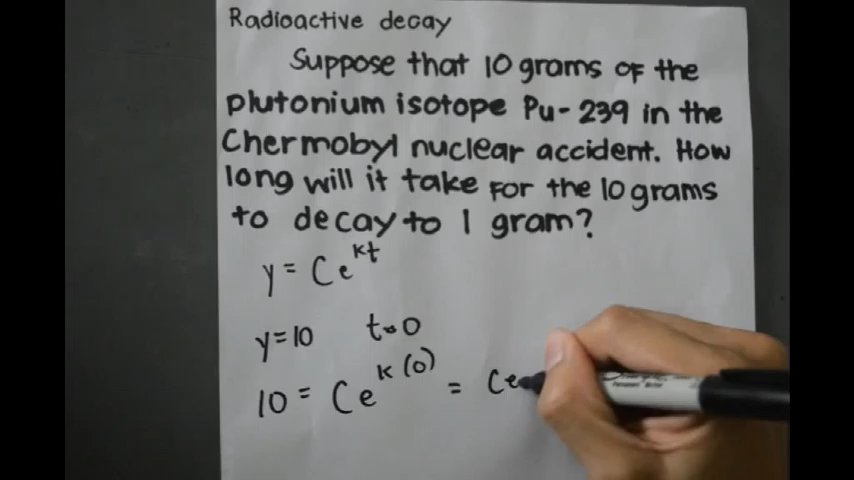 Radioactive decay
Suppose that 10 grams of the
plutonium isotope Pu-239 in the
Chermobyl nuclear accident. How
long will it take for the 10 grams
to decay to 1 gram?
y = Ce^kt
y=10 t=0
10 = Ce^k(0) = Ce